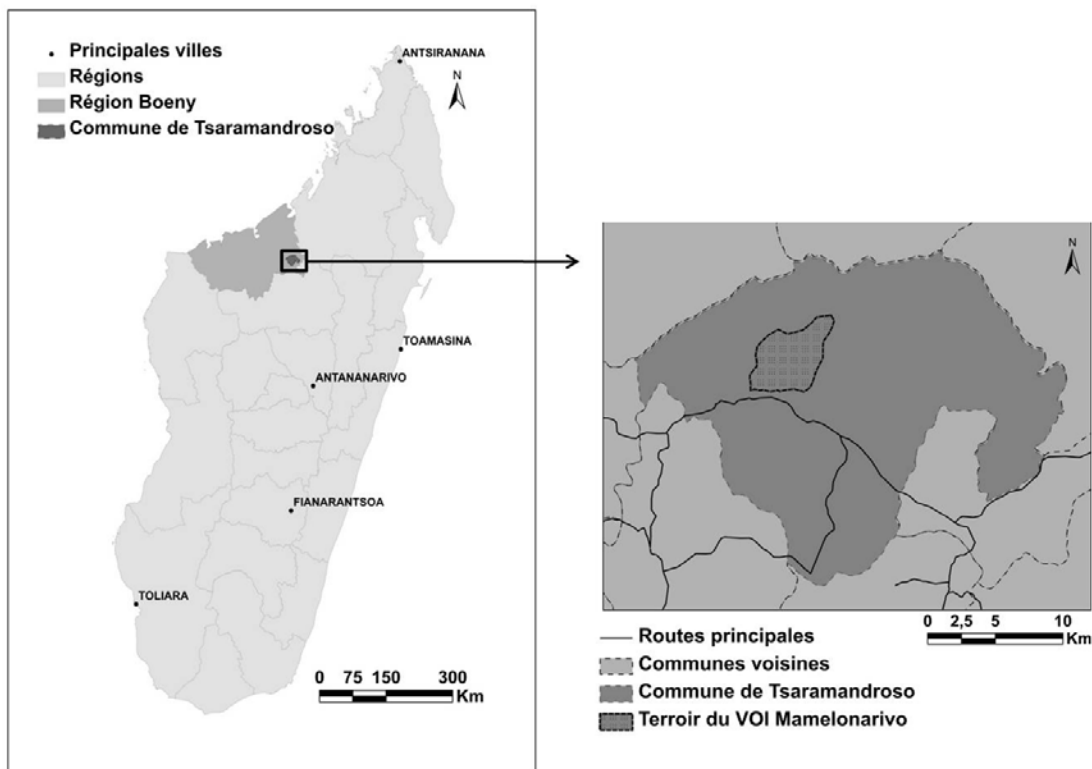 Principales villes
Régions
Région Boeny
Commune de Tsaramandroso
ANTSIRANANA
N
TOAMASINA
ANTANANARIVO
FIANARANTSOA
TOLIARA
0 75 150 300
Km
N
0 2,5 5 10
Km
Routes principales
Communes voisines
Commune de Tsaramandroso
Terroir du VOI Mamelonarivo